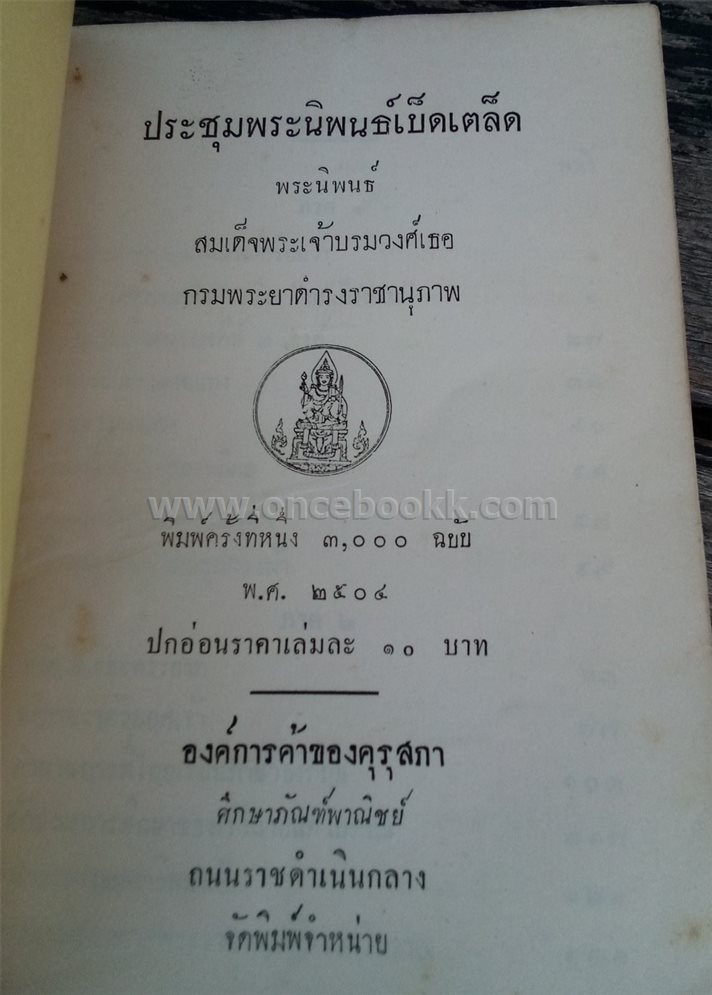 ประชุมพระนิพนธ์เบ็ดเตล็ด
พระนิพนธ์
สมเด็จพระเจ้าบรมวงศ์เธอ
กรมพระยาดำรงราชานุภาพ
www.oncebookk.com
พิมพ์ครั้งที่หนึ่ง ๓,๐๐๐ ฉบับ
พ.ศ. ๒๕๐๔
ปกอ่อนราคาเล่มละ ๑๐ บาท
องค์การค้าของคุรุสภา
ศึกษาภัณฑ์พาณิชย์
ถนนราชดำเนินกลาง
จัดพิมพ์จำหน่าย